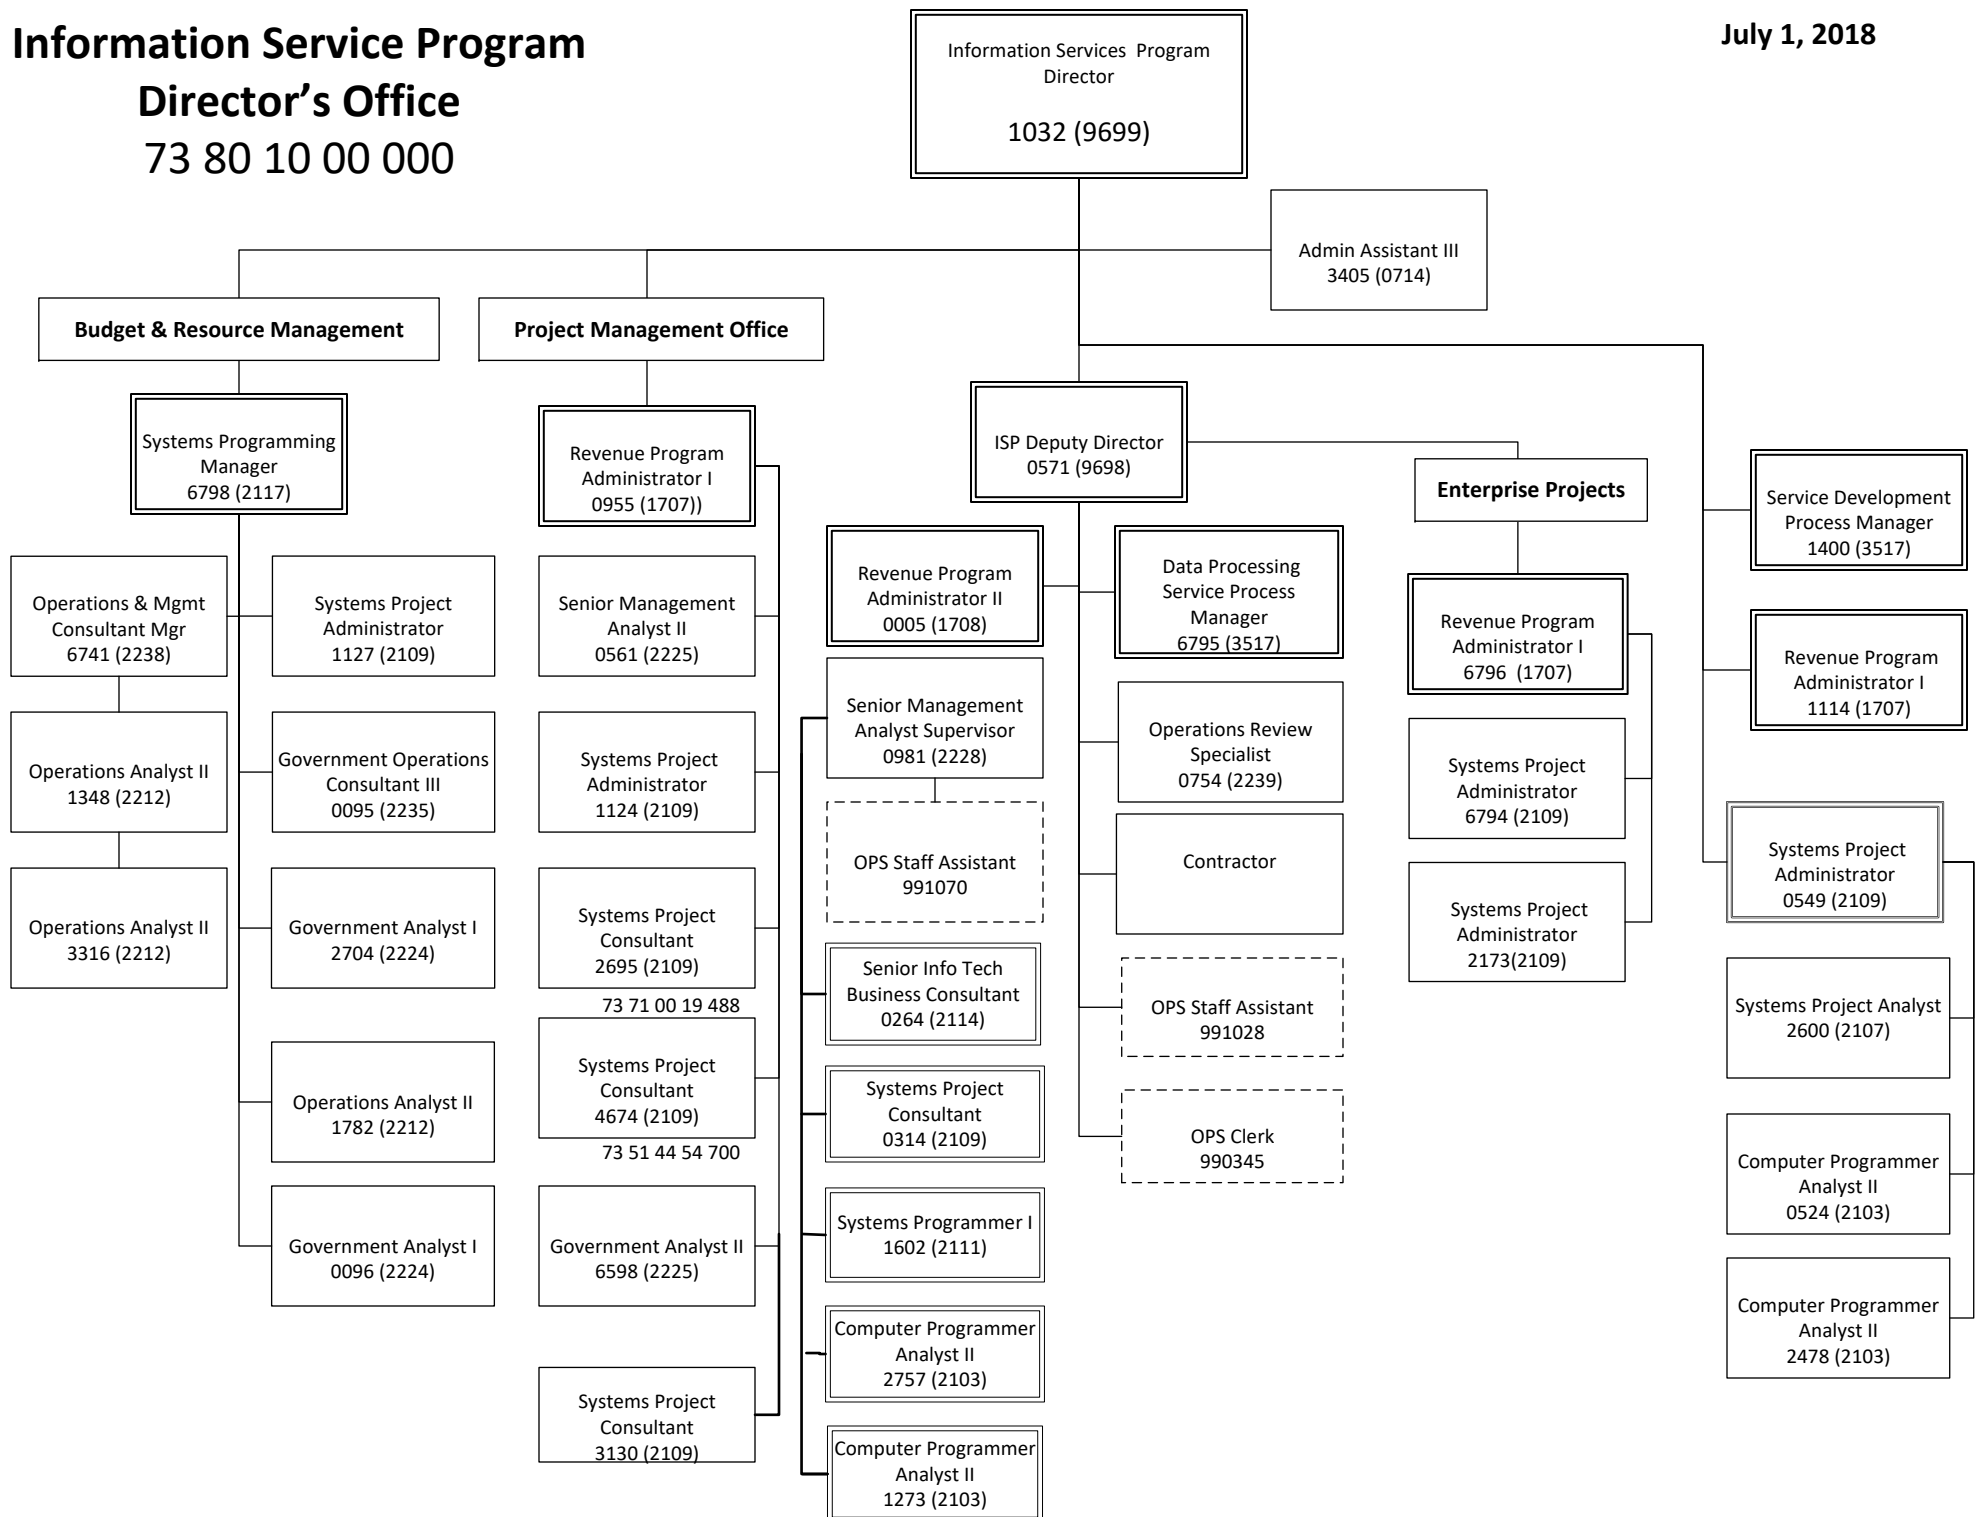 Information Service Program
Director’s Office
73 80 10 00 000
July 1, 2018
Information Services Program
Director
1032 (9699)
Admin Assistant III
3405 (0714)
Budget & Resource Management
Systems Programming
Manager
6798 (2117)
Operations & Mgmt
Consultant Mgr
6741 (2238)
Operations Analyst II
1348 (2212)
Operations Analyst II
3316 (2212)
Systems Project
Administrator
1127 (2109)
Government Operations
Consultant III
0095 (2235)
Government Analyst I
2704 (2224)
Operations Analyst II
1782 (2212)
Government Analyst I
0096 (2224)
Project Management Office
Revenue Program
Administrator I
0955 (1707))
Senior Management
Analyst II
0561 (2225)
Systems Project
Administrator
1124 (2109)
Systems Project
Consultant
2695 (2109)
73 71 00 19 488
Systems Project
Consultant
4674 (2109)
73 51 44 54 700
Government Analyst II
6598 (2225)
Systems Project
Consultant
3130 (2109)
ISP Deputy Director
0571 (9698)
Revenue Program
Administrator II
0005 (1708)
Senior Management
Analyst Supervisor
0981 (2228)
OPS Staff Assistant
991070
Senior Info Tech
Business Consultant
0264 (2114)
Systems Project
Consultant
0314 (2109)
Systems Programmer I
1602 (2111)
Computer Programmer
Analyst II
2757 (2103)
Computer Programmer
Analyst II
1273 (2103)
Data Processing
Service Process
Manager
6795 (3517)
Operations Review
Specialist
0754 (2239)
Contractor
OPS Staff Assistant
991028
OPS Clerk
990345
Enterprise Projects
Revenue Program
Administrator I
6796 (1707)
Systems Project
Administrator
6794 (2109)
Systems Project
Administrator
2173(2109)
Service Development
Process Manager
1400 (3517)
Revenue Program
Administrator I
1114 (1707)
Systems Project
Administrator
0549 (2109)
Systems Project Analyst
2600 (2107)
Computer Programmer
Analyst II
0524 (2103)
Computer Programmer
Analyst II
2478 (2103)